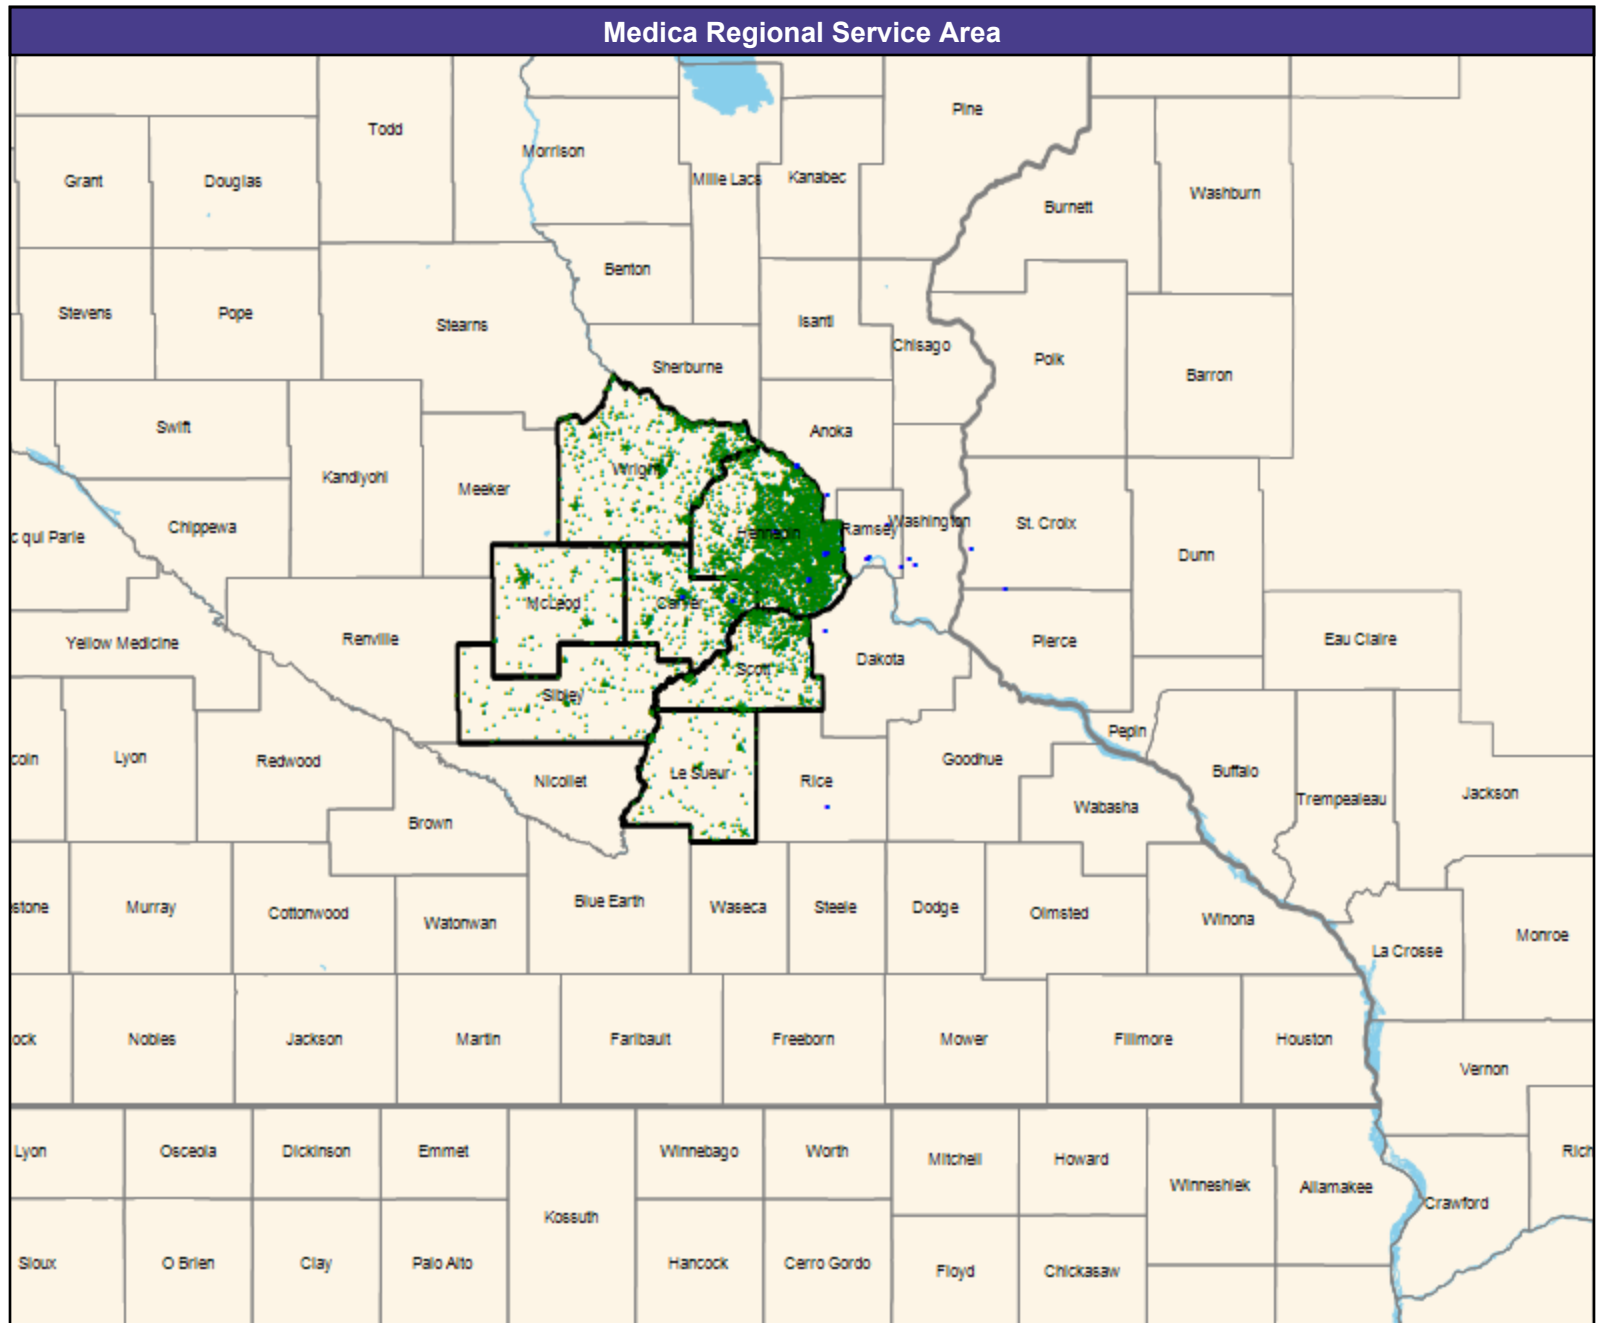 Medica Regional Service Area
Pine
Todd
Morrison
Mille Lacs
Kanabec
Grant
Douglas
Washburn
Burnett
Benton
Stevens
Pope
Stearns
Isanti
Chisago
Polk
Sherburne
Barron
Swift
Anoka
Wright
Kandiyohi
Meeker
Chippewa
c qui Parle
Hennepin
Ramsey
Washington
St. Croix
Dunn
McLeod
Carver
Yellow Medicine
Renville
Scott
Dakota
Pierce
Eau Claire
Sibley
Pepin
coln
Lyon
Redwood
Nicollet
Le Sueur
Rice
Goodhue
Buffalo
Wabasha
Trempealeau
Jackson
Brown
stone
Murray
Cottonwood
Watonwan
Blue Earth
Waseca
Steele
Dodge
Olmsted
Winona
La Crosse
Monroe
ock
Nobles
Jackson
Martin
Faribault
Freeborn
Mower
Fillmore
Houston
Vernon
Lyon
Osceola
Dickinson
Emmet
Winnebago
Worth
Mitchell
Howard
Rich
Winneshiek
Allamakee
Crawford
Kossuth
Sioux
O Brien
Clay
Palo Alto
Hancock
Cerro Gordo
Floyd
Chickasaw